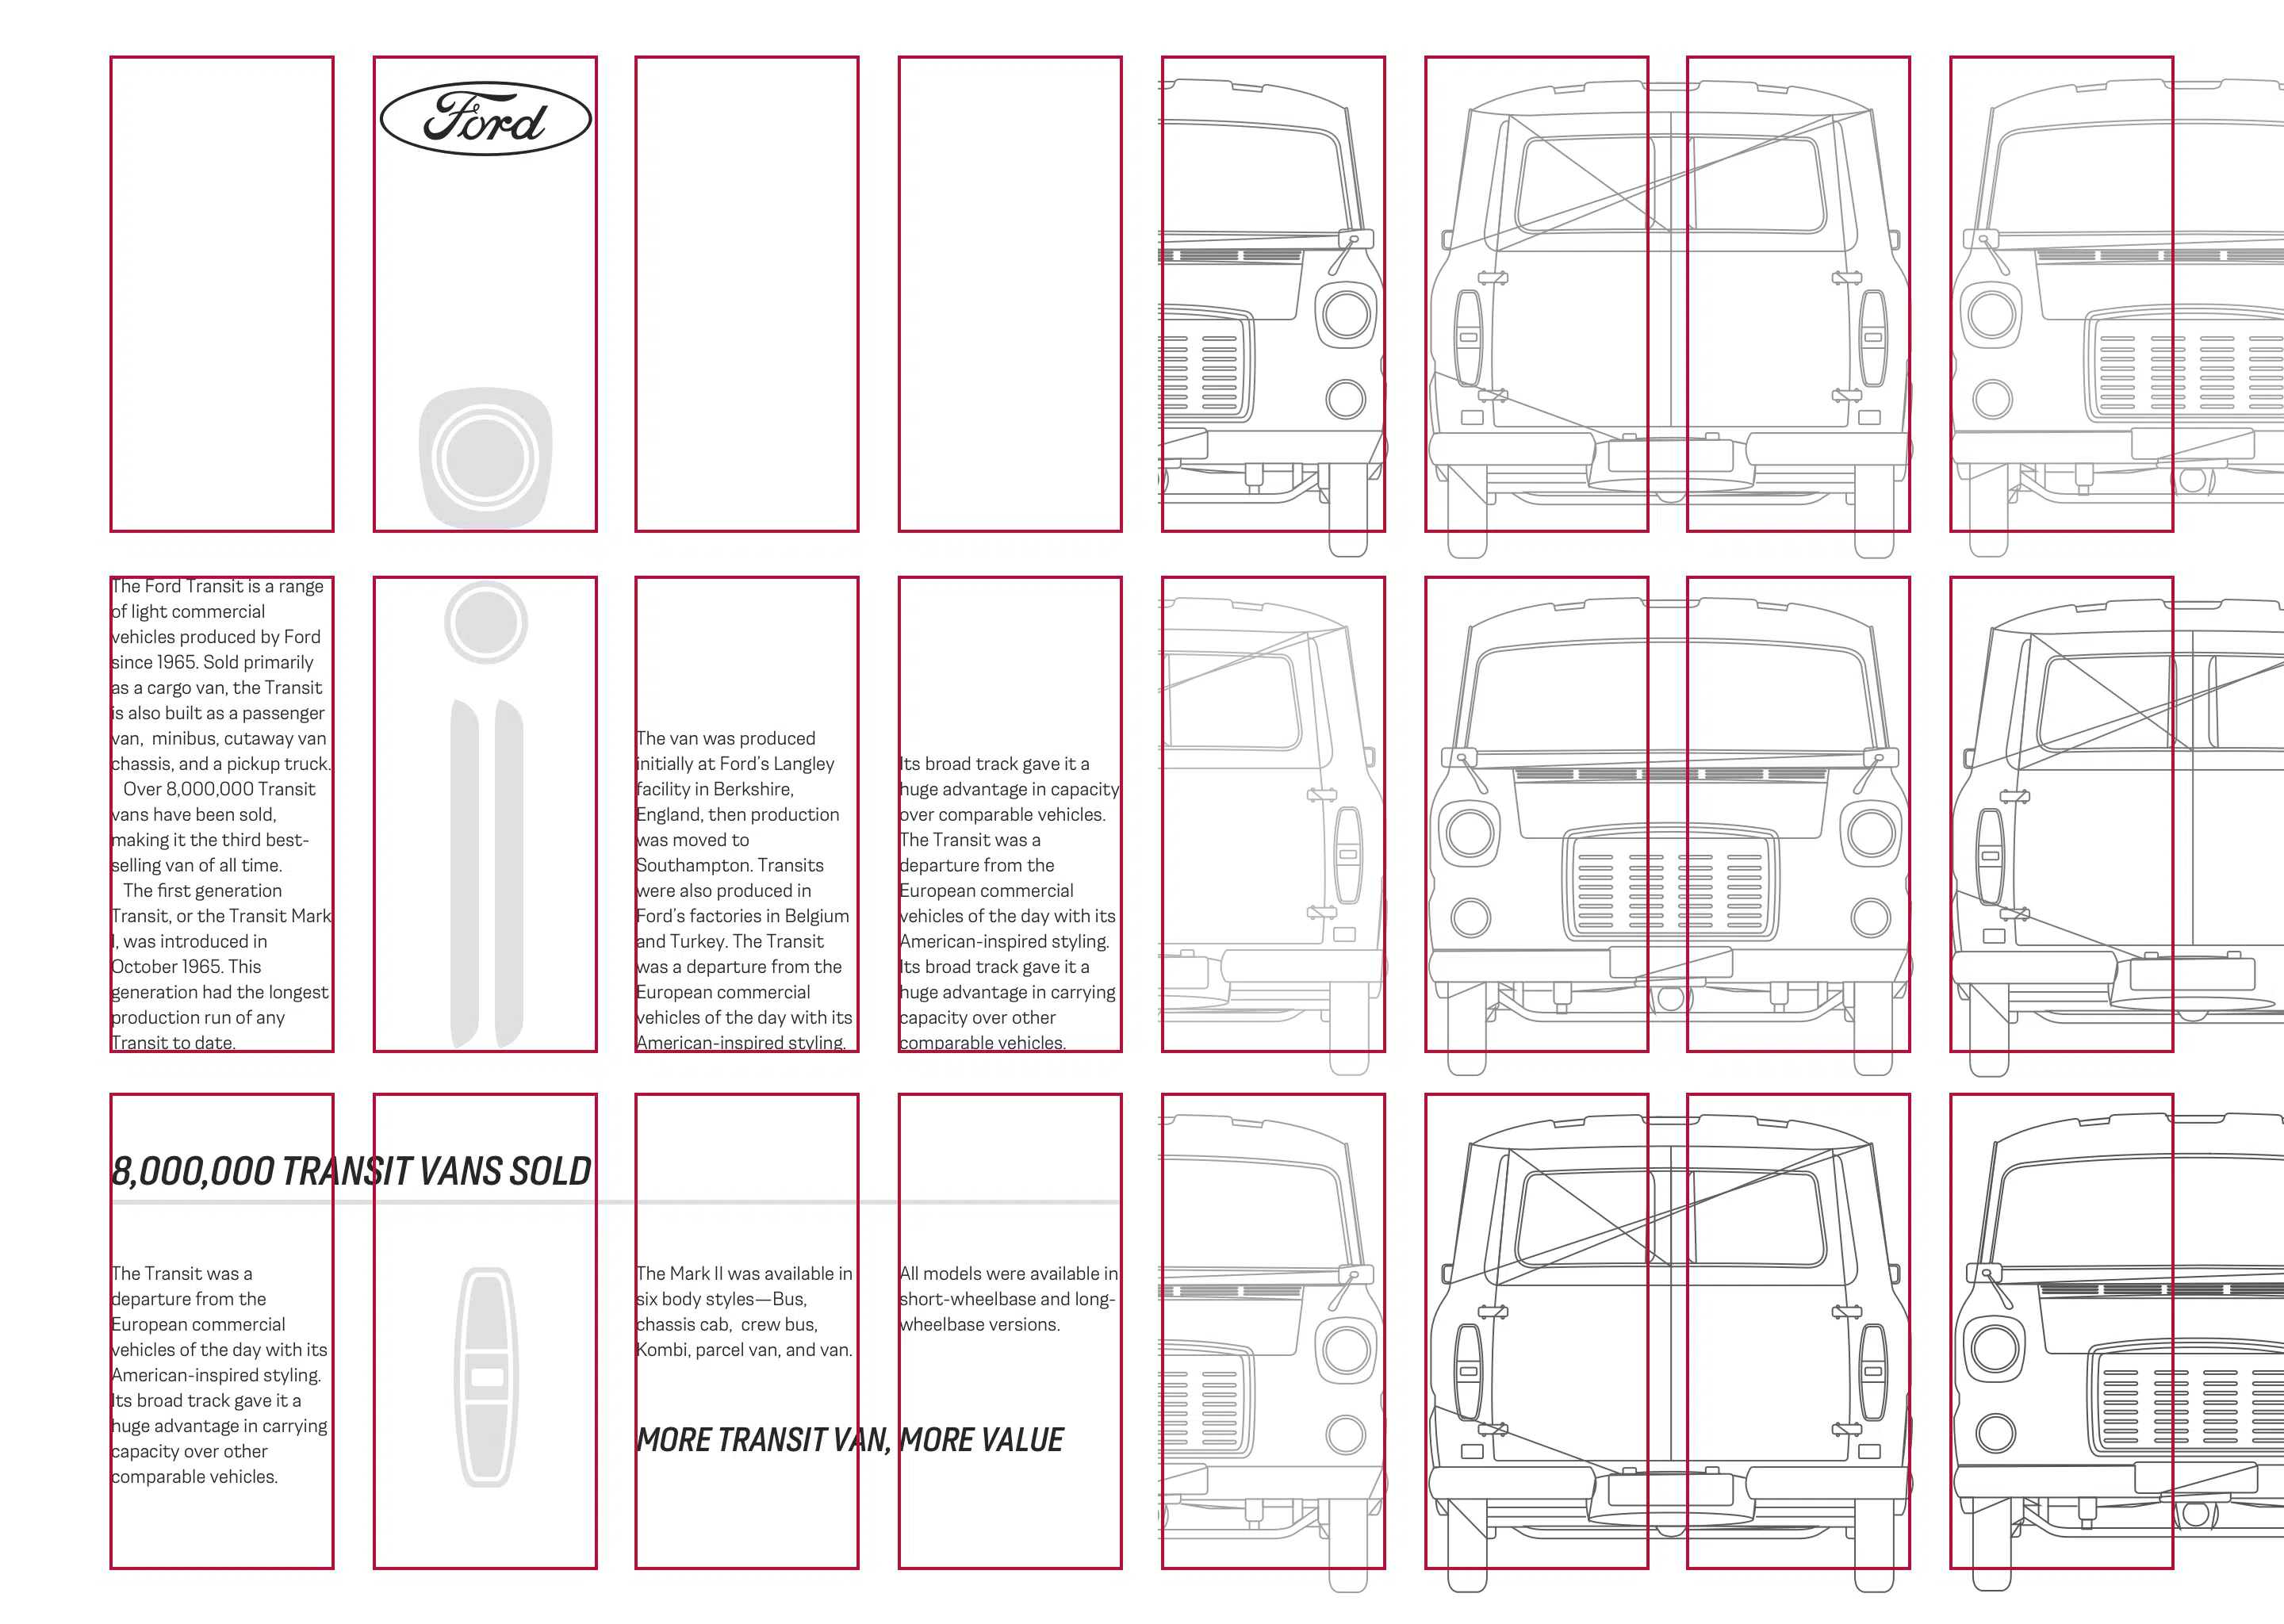 Ford
The Ford Transit is a range
of light commercial
vehicles produced by Ford
since 1965. Sold primarily
as a cargo van, the Transit
is also built as a passenger
van, minibus, cutaway van
chassis, and a pickup truck.
Over 8,000,000 Transit
vans have been sold,
making it the third best-
selling van of all time.
The first generation
Transit, or the Transit Mark
I, was introduced in
October 1965. This
generation had the longest
production run of any
Transit to date.
The van was produced
initially at Ford’s Langley
facility in Berkshire,
England, then production
was moved to
Southampton. Transits
were also produced in
Ford’s factories in Belgium
and Turkey. The Transit
was a departure from the
European commercial
vehicles of the day with its
American-inspired styling.
Its broad track gave it a
huge advantage in capacity
over comparable vehicles.
The Transit was a
departure from the
European commercial
vehicles of the day with its
American-inspired styling.
Its broad track gave it a
huge advantage in carrying
capacity over other
comparable vehicles.
8,000,000 TRANSIT VANS SOLD
The Transit was a
departure from the
European commercial
vehicles of the day with its
American-inspired styling.
Its broad track gave it a
huge advantage in carrying
capacity over other
comparable vehicles.
The Mark II was available in
six body styles—Bus,
chassis cab, crew bus,
Kombi, parcel van, and van.
All models were available in
short-wheelbase and long-
wheelbase versions.
MORE TRANSIT VAN, MORE VALUE